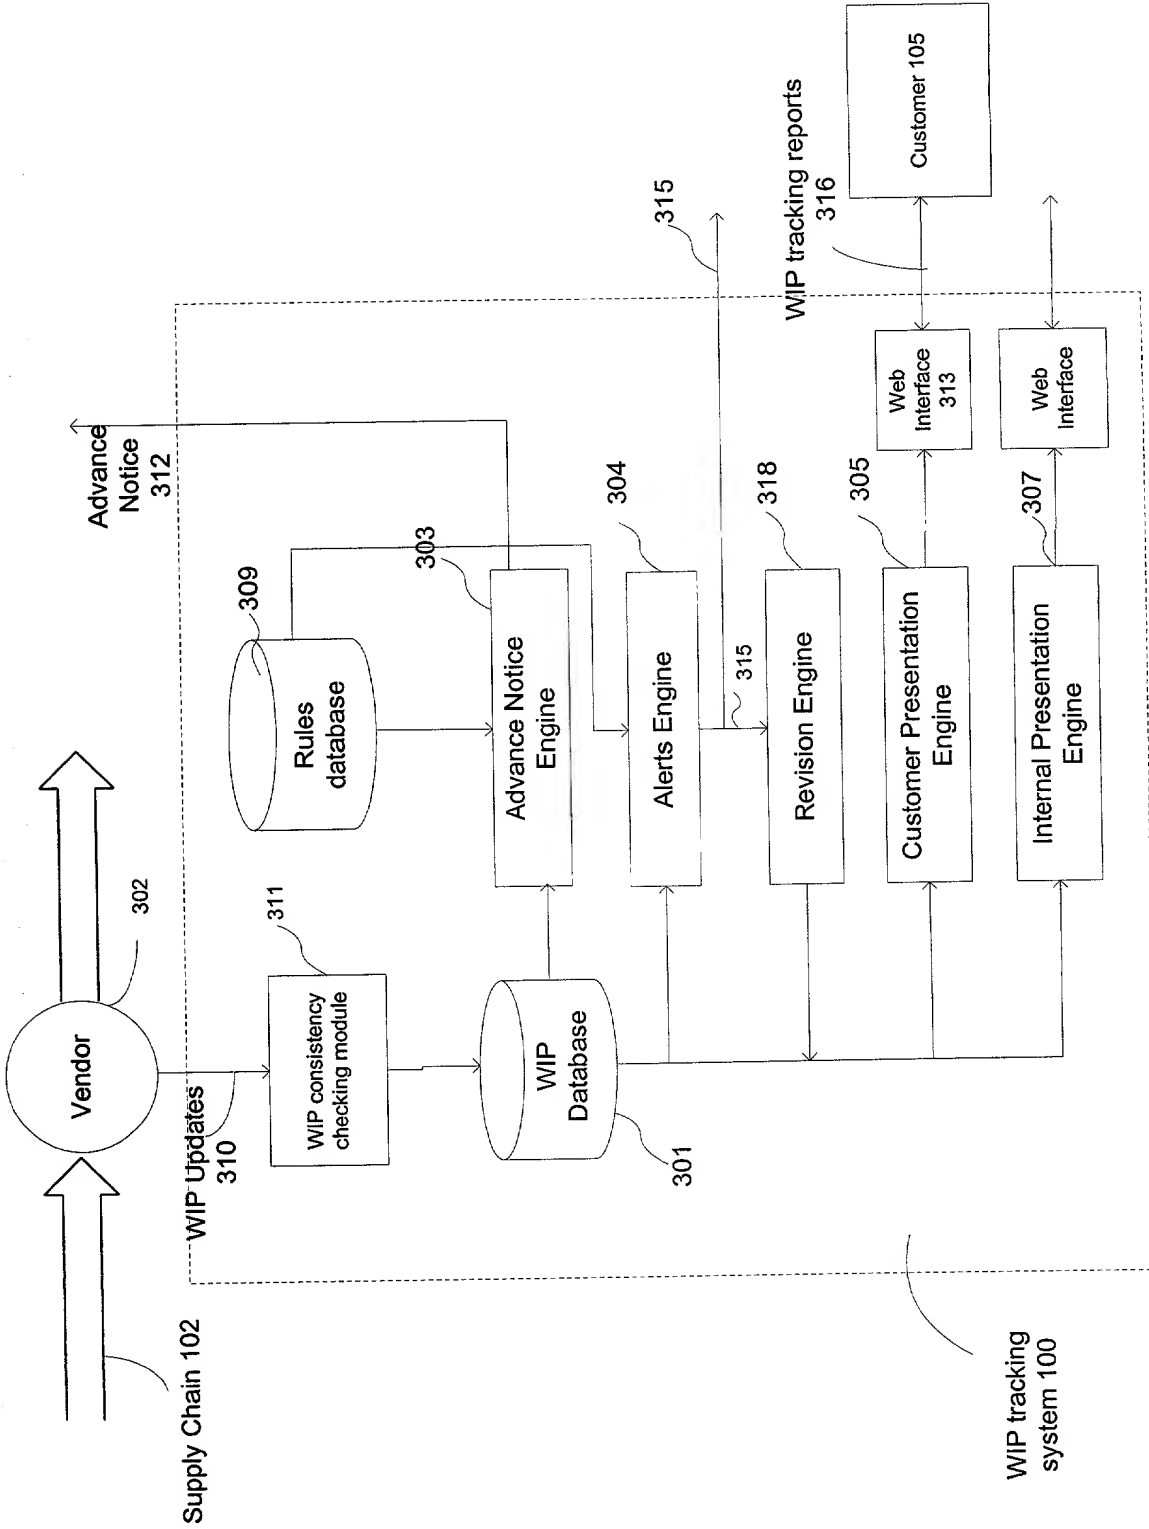 Supply Chain 102
Vendor
302
WIP Updates
310
Advance
Notice
312
WIP consistency
checking module
311
Rules
database
309
WIP
Database
301
Advance Notice
Engine
303
Alerts Engine
304
315
315
Revision Engine
318
Customer Presentation
Engine
305
Web
Interface
313
WIP tracking reports
316
Customer 105
Internal Presentation
Engine
307
Web
Interface
WIP tracking
system 100